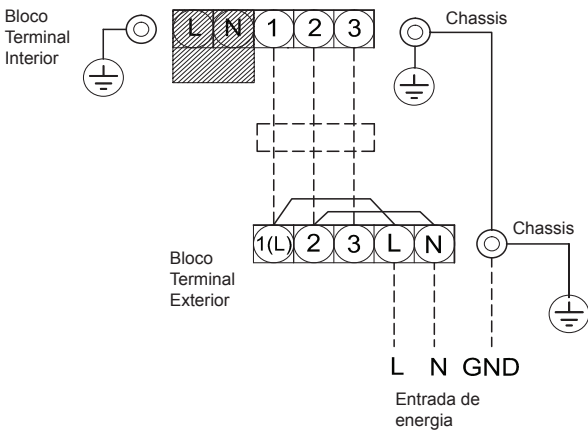 Bloco
Terminal
Interior
L N 1 2 3
Chassis
1(L) 2 3 L N
Chassis
Bloco
Terminal
Exterior
L N GND
Entrada de
energia